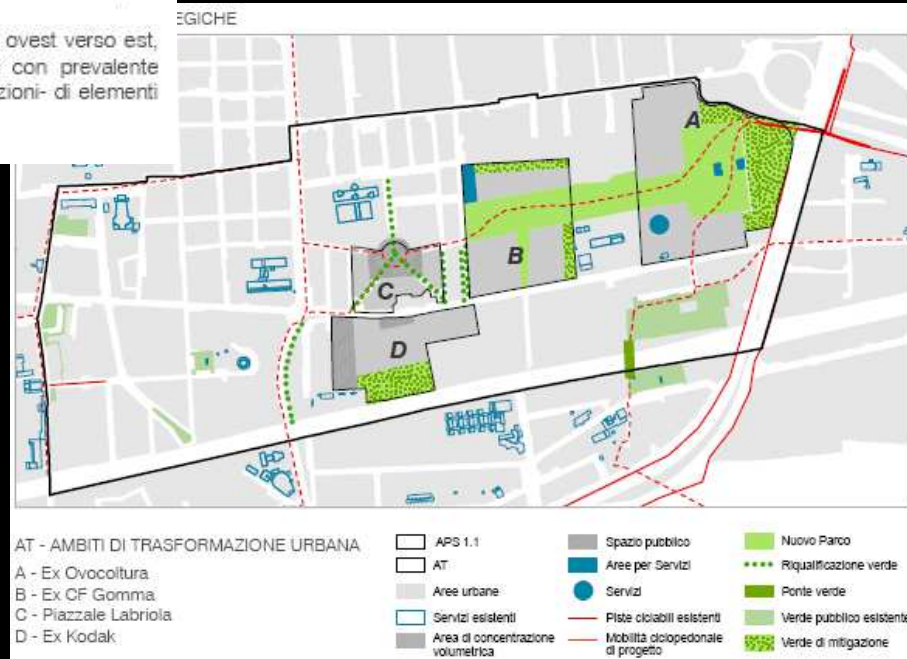 EGICHE
ovest verso est,
con prevalente
zioni- di elementi
A
B
C
D
AT - AMBITI DI TRASFORMAZIONE URBANA
A - Ex Ovocoltura
B - Ex CF Gomma
C - Piazzale Labriola
D - Ex Kodak
APS 1.1
AT
Aree urbane
Servizi esistenti
Area di concentrazione
volumetrica
Spazio pubblico
Aree per Servizi
Servizi
Piste ciclabili esistenti
Mobilità ciclopedonale
di progetto
Nuovo Parco
Riqualificazione verde
Ponte verde
Verde pubblico esistente
Verde di mitigazione